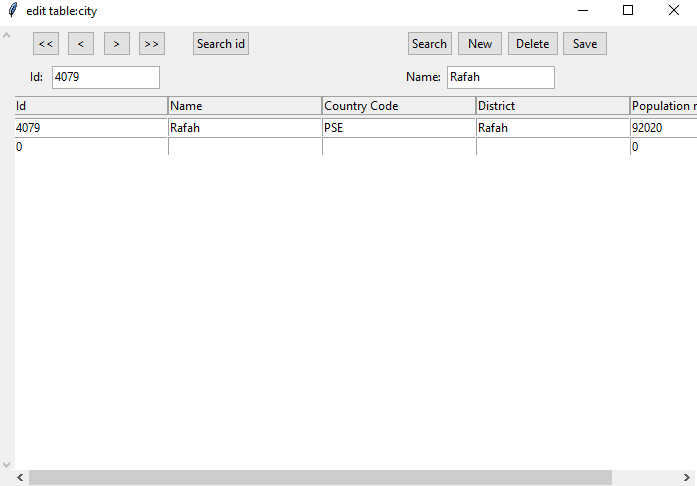 edit table:city
<< < > >> Search id Search New Delete Save
Id: 4079 Name: Rafah
Id Name Country Code District Population
4079 Rafah PSE Rafah 92020
0 0